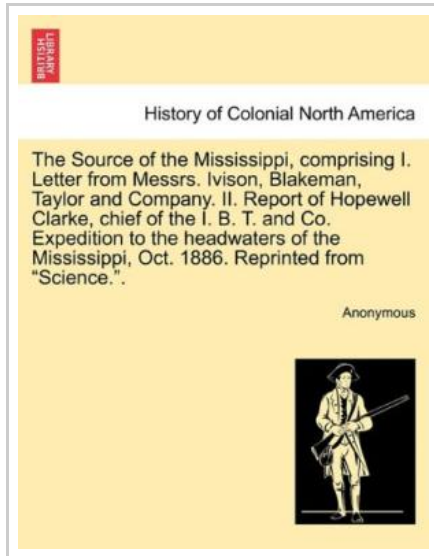 BRITISH
LIBRARY
History of Colonial North America
The Source of the Mississippi, comprising I.
Letter from Messrs. Ivison, Blakeman,
Taylor and Company. II. Report of Hopewell
Clarke, chief of the I. B. T. and Co.
Expedition to the headwaters of the
Mississippi, Oct. 1886. Reprinted from
“Science.”.
Anonymous